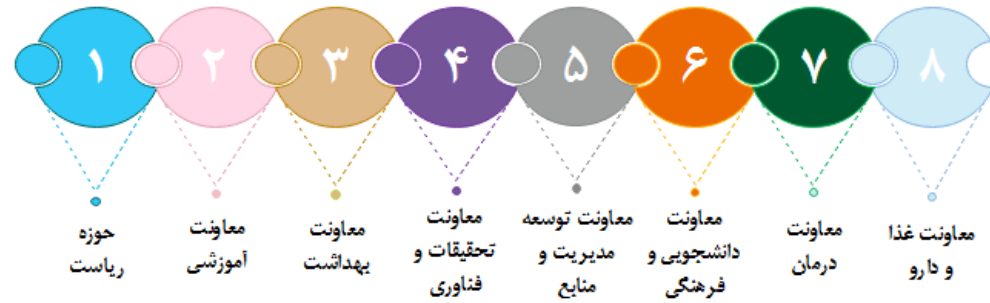 ۱
۲
۳
۴
۵
۶
۷
۸
حوزه
ریاست
معاونت
آموزشی
معاونت
بهداشت
معاونت
تحقیقات و
فناوری
معاونت توسعه
مدیریت و
منابع
معاونت
دانشجویی و
فرهنگی
معاونت
درمان
معاونت غذا
و دارو